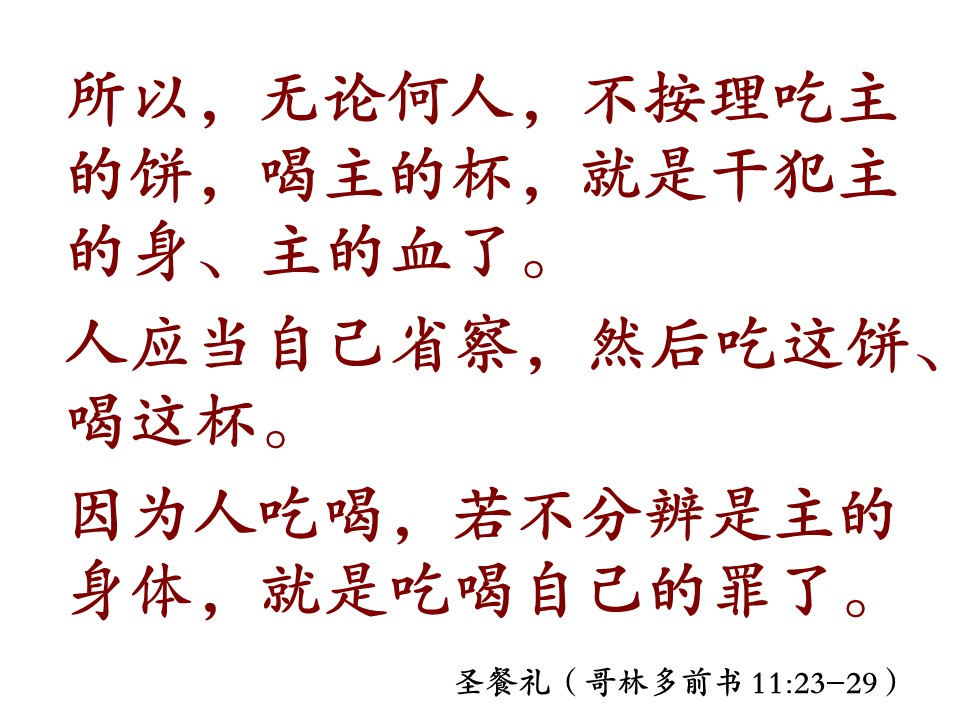 所以，无论何人，不按理吃主
的饼，喝主的杯，就是干犯主
的身、主的血了。
人应当自己省察，然后吃这饼、
喝这杯。
因为人吃喝，若不分辨是主的
身体，就是吃喝自己的罪了。
圣餐礼（哥林多前书 11:23-29）